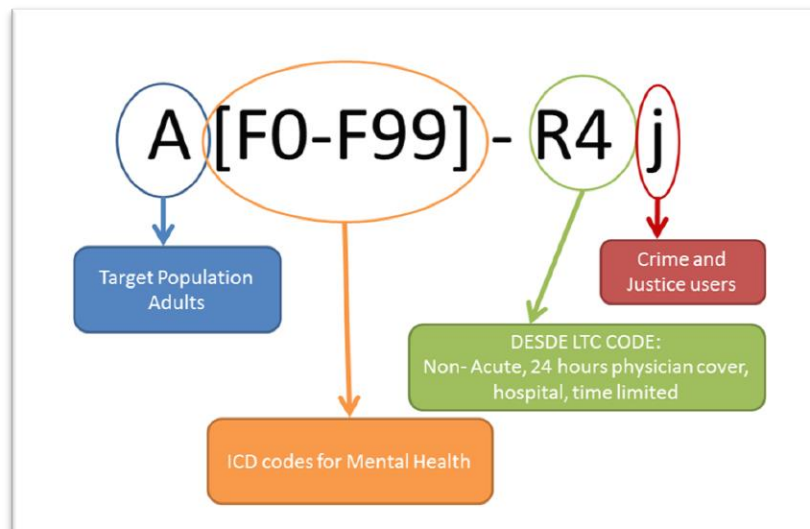 A [F0-F99] - R4 j
Target Population
Adults
Crime and
Justice users
DESDE LTC CODE:
Non- Acute, 24 hours physician cover,
hospital, time limited
ICD codes for Mental Health